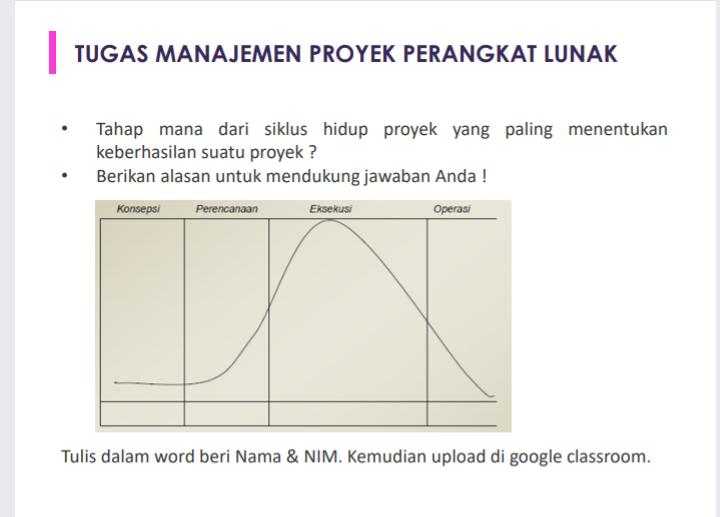 TUGAS MANAJEMEN PROYEK PERANGKAT LUNAK
• Tahap mana dari siklus hidup proyek yang paling menentukan
keberhasilan suatu proyek ?
• Berikan alasan untuk mendukung jawaban Anda !
Konsepsi Perencanaan Eksekusi Operasi
Tulis dalam word beri Nama & NIM. Kemudian upload di google classroom.